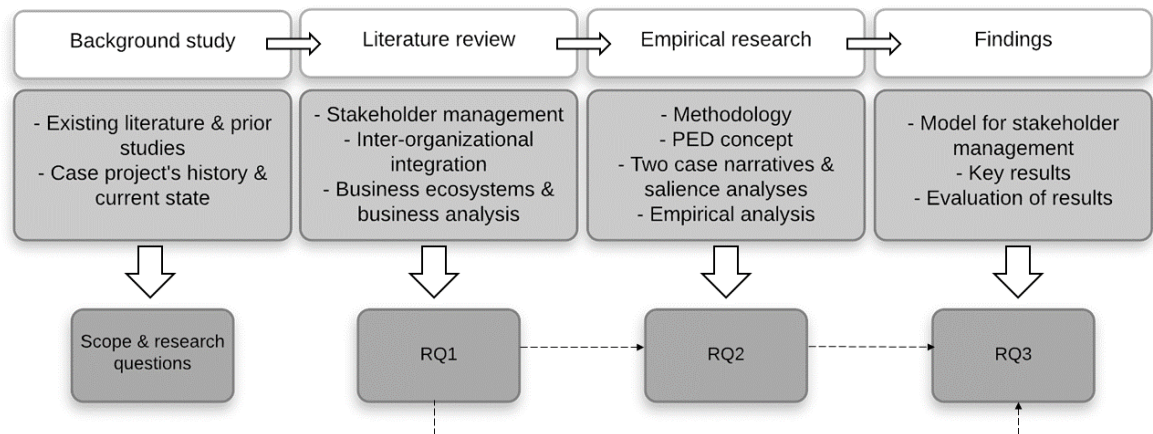 Background study
Literature review
Empirical research
Findings
- Existing literature & prior
studies
- Case project's history &
current state
- Stakeholder management
- Inter-organizational
integration
- Business ecosystems &
business analysis
- Methodology
- PED concept
- Two case narratives &
salience analyses
- Empirical analysis
- Model for stakeholder
management
- Key results
- Evaluation of results
Scope & research
questions
RQ1
RQ2
RQ3